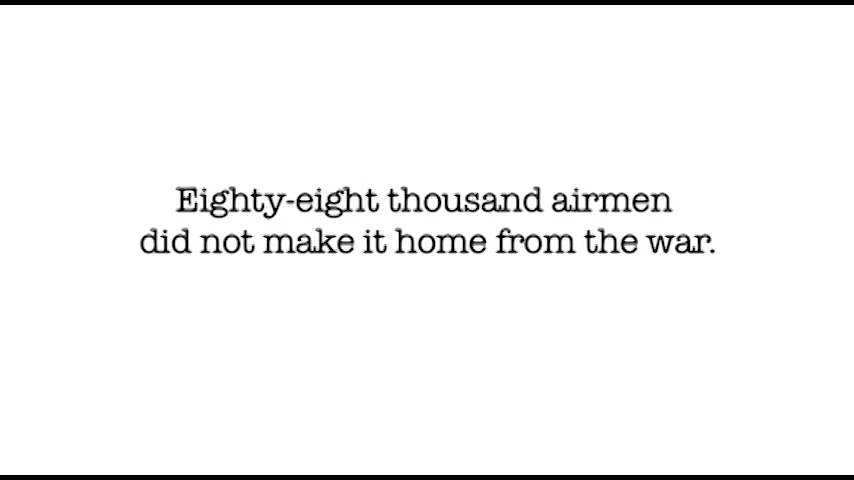 Eighty-eight thousand airmen
did not make it home from the war.